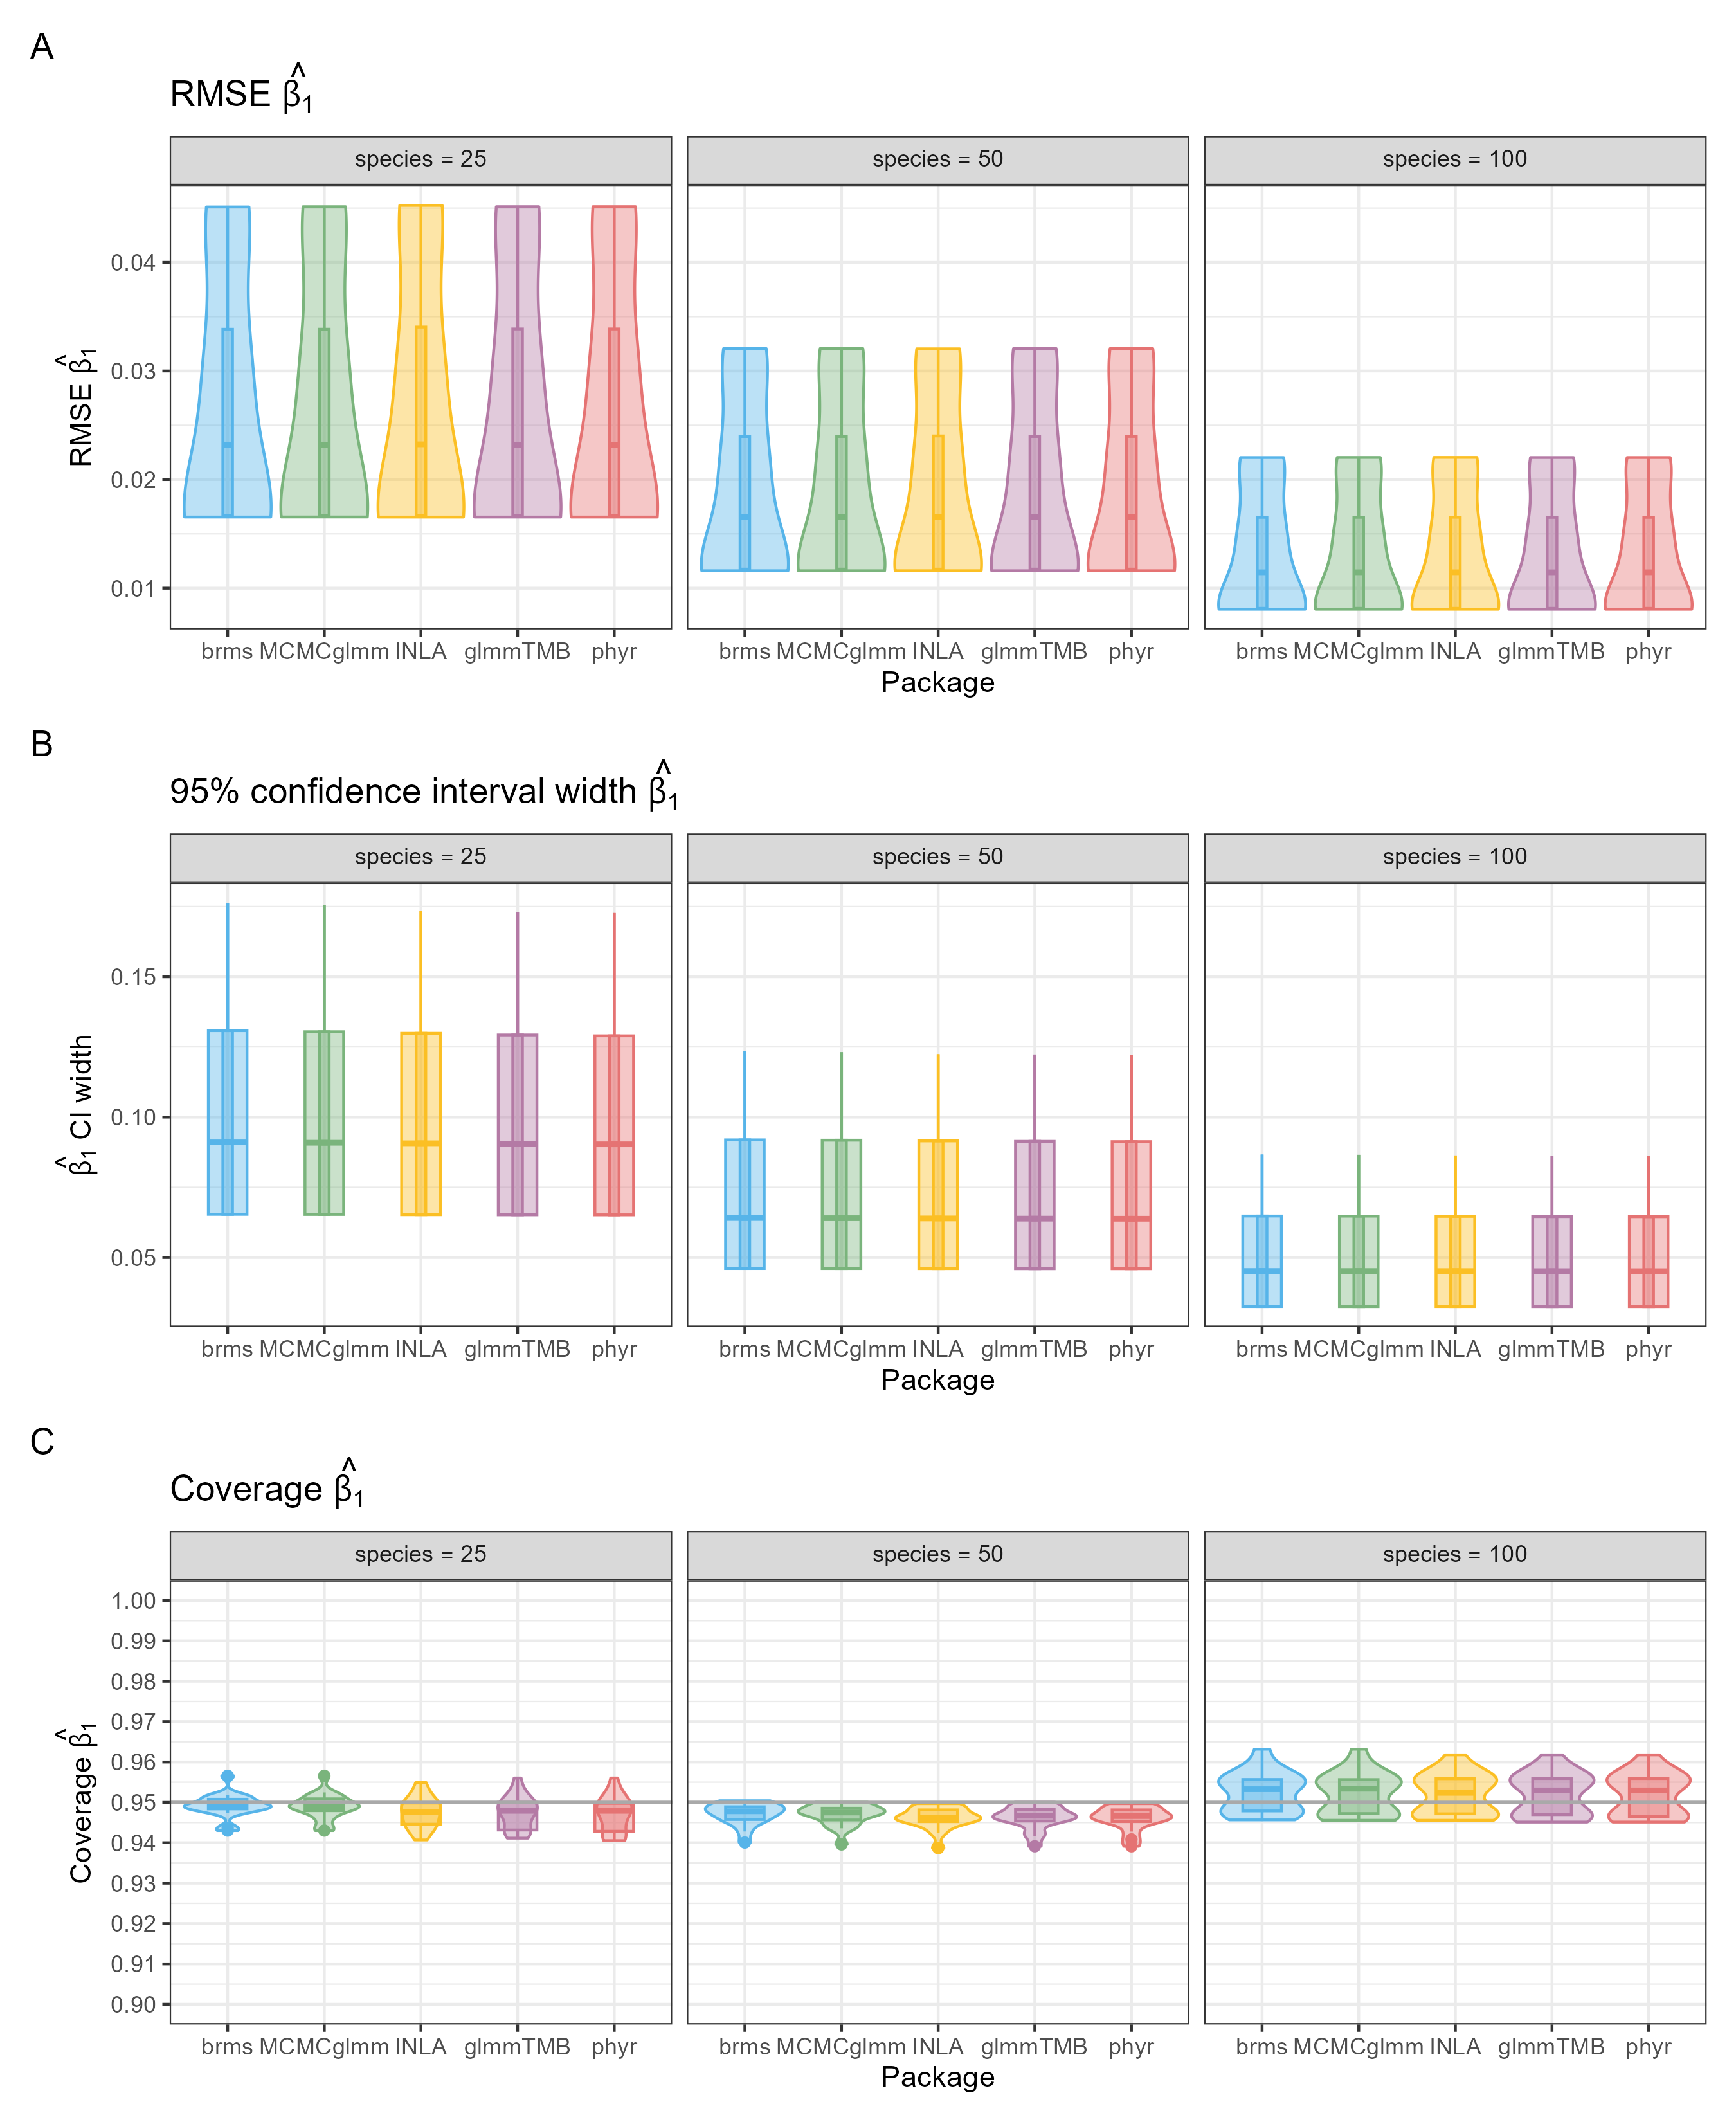 A
RMSE β̂₁
species = 25 species = 50 species = 100
RMSE β̂₁
0.04
0.03
0.02
0.01
brms MCMCglmm INLA glmmTMB phyr brms MCMCglmm INLA glmmTMB phyr brms MCMCglmm INLA glmmTMB phyr
Package
B
95% confidence interval width β̂₁
species = 25 species = 50 species = 100
β̂₁ CI width
0.15
0.10
0.05
brms MCMCglmm INLA glmmTMB phyr brms MCMCglmm INLA glmmTMB phyr brms MCMCglmm INLA glmmTMB phyr
Package
C
Coverage β̂₁
species = 25 species = 50 species = 100
Coverage β̂₁
1.00
0.99
0.98
0.97
0.96
0.95
0.94
0.93
0.92
0.91
0.90
brms MCMCglmm INLA glmmTMB phyr brms MCMCglmm INLA glmmTMB phyr brms MCMCglmm INLA glmmTMB phyr
Package